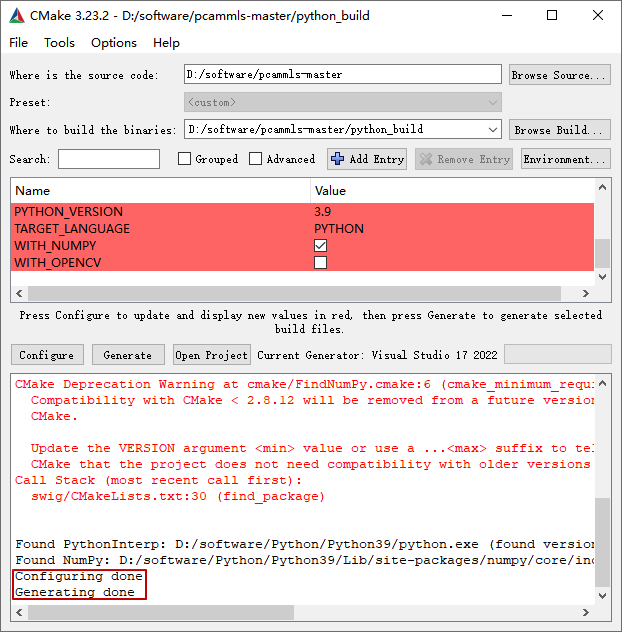 CMake 3.23.2 - D:/software/pcammls-master/python_build
File Tools Options Help
Where is the source code: D:/software/pcammls-master Browse Source...
Preset: <custom>
Where to build the binaries: D:/software/pcammls-master/python_build Browse Build...
Search: Grouped Advanced Add Entry Remove Entry Environment...
Name Value
PYTHON_VERSION 3.9
TARGET_LANGUAGE PYTHON
WITH_NUMPY
WITH_OPENCV
Press Configure to update and display new values in red, then press Generate to generate selected
build files.
Configure Generate Open Project Current Generator: Visual Studio 17 2022
CMake Deprecation Warning at cmake/FindNumPy.cmake:6 (cmake_minimum_requi
Compatibility with CMake < 2.8.12 will be removed from a future version
CMake.
Update the VERSION argument <min> value or use a ...<max> suffix to tel
CMake that the project does not need compatibility with older versions
Call Stack (most recent call first):
swig/CMakeLists.txt:30 (find_package)
Found PythonInterp: D:/software/Python/Python39/python.exe (found version
Found NumPy: D:/software/Python/Python39/Lib/site-packages/numpy/core/inc
Configuring done
Generating done